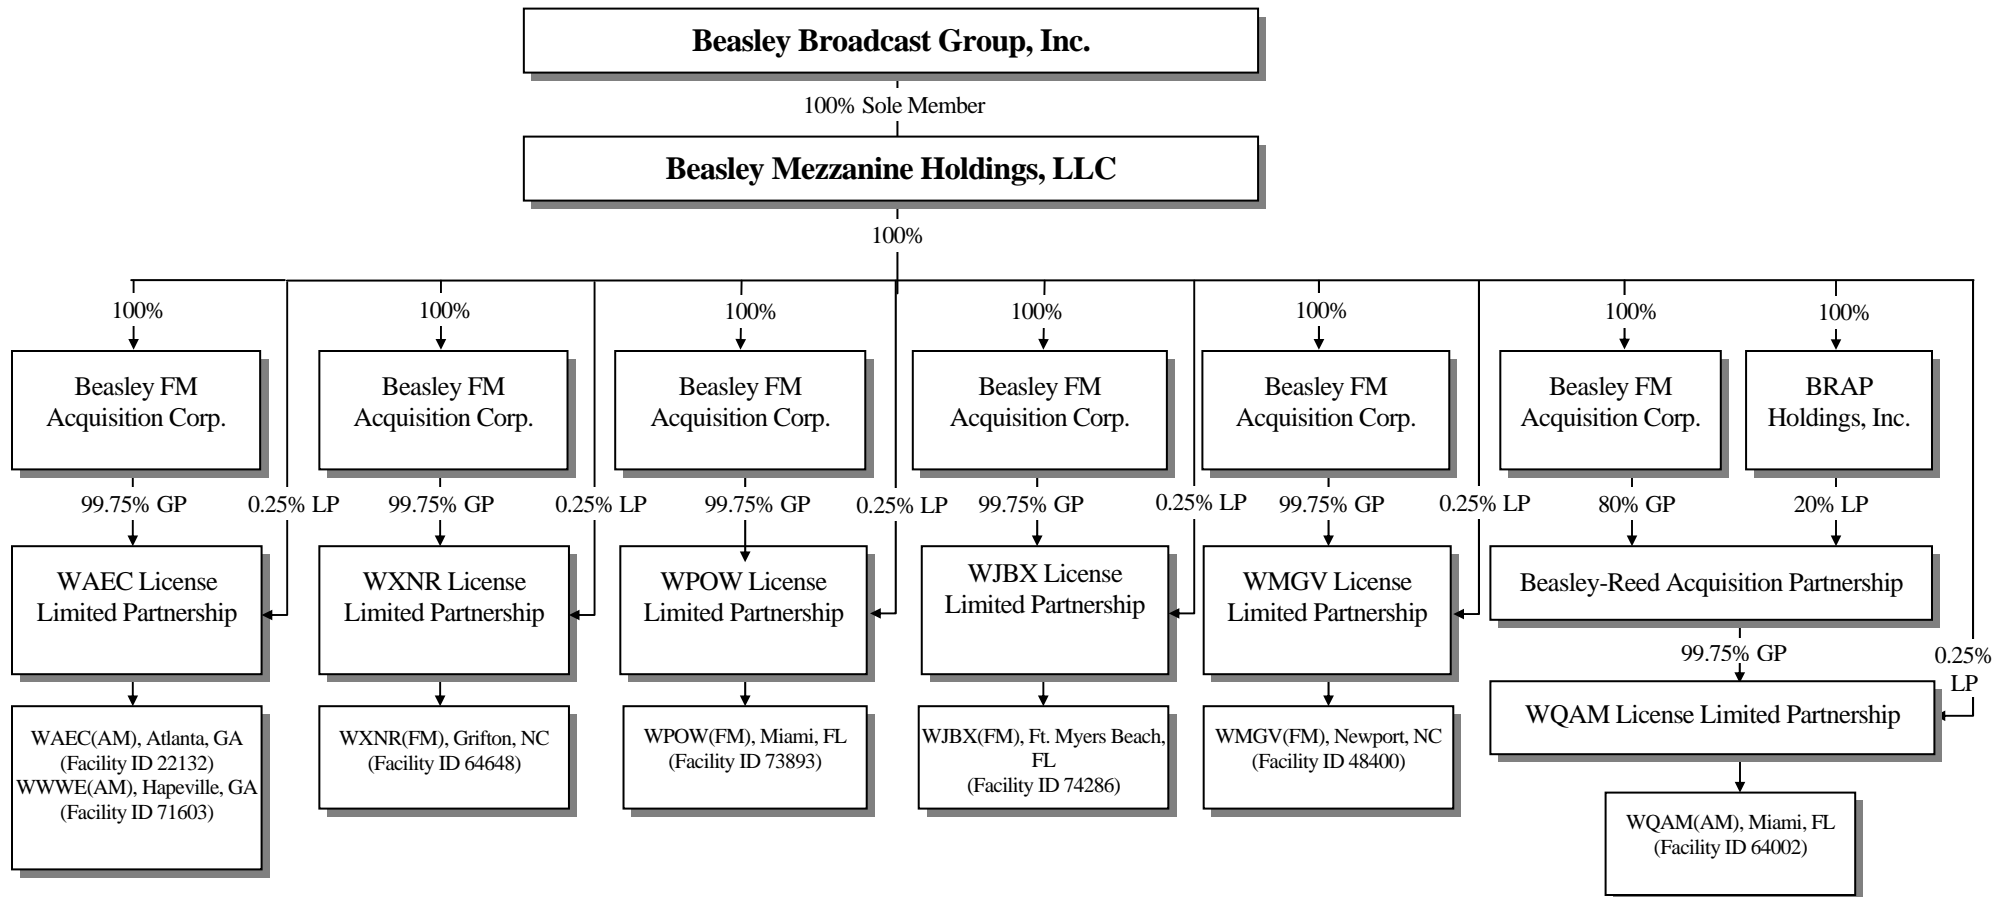 Beasley Broadcast Group, Inc.
100% Sole Member
Beasley Mezzanine Holdings, LLC
100%
100%
100%
100%
100%
100%
100%
100%
Beasley FM
Acquisition Corp.
Beasley FM
Acquisition Corp.
Beasley FM
Acquisition Corp.
Beasley FM
Acquisition Corp.
Beasley FM
Acquisition Corp.
Beasley FM
Acquisition Corp.
BRAP
Holdings, Inc.
99.75% GP
0.25% LP
99.75% GP
0.25% LP
99.75% GP
0.25% LP
99.75% GP
0.25% LP
99.75% GP
0.25% LP
80% GP
20% LP
WAEC License
Limited Partnership
WXNR License
Limited Partnership
WPOW License
Limited Partnership
WJBX License
Limited Partnership
WMGV License
Limited Partnership
Beasley-Reed Acquisition Partnership
99.75% GP
0.25%
LP
WQAM License Limited Partnership
WAEC(AM), Atlanta, GA
(Facility ID 22132)
WWWE(AM), Hapeville, GA
(Facility ID 71603)
WXNR(FM), Grifton, NC
(Facility ID 64648)
WPOW(FM), Miami, FL
(Facility ID 73893)
WJBX(FM), Ft. Myers Beach,
FL
(Facility ID 74286)
WMGV(FM), Newport, NC
(Facility ID 48400)
WQAM(AM), Miami, FL
(Facility ID 64002)